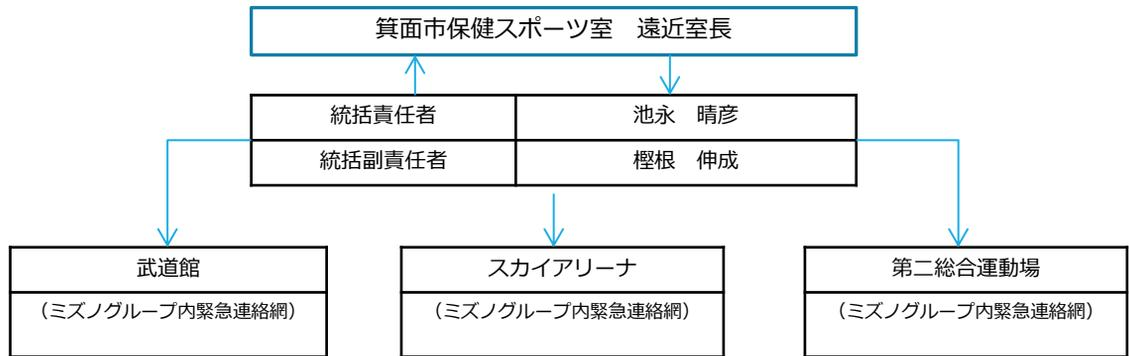 箕面市保健スポーツ室　遠近室長
統括責任者　池永　晴彦
統括副責任者　樫根　伸成
武道館　スカイアリーナ　第二総合運動場
（ミズノグループ内緊急連絡網）　（ミズノグループ内緊急連絡網）　（ミズノグループ内緊急連絡網）